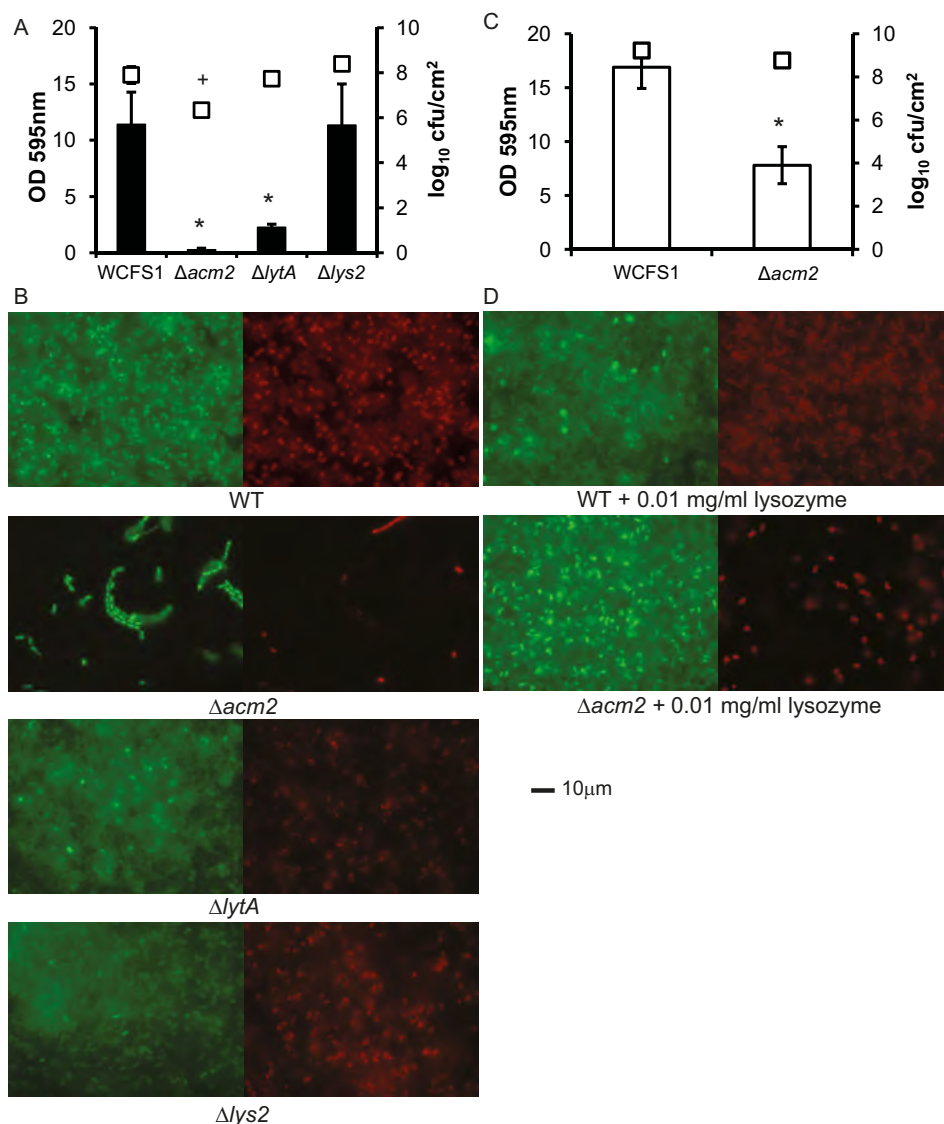 A
20
15
10
5
0
OD 595nm
10
8
6
4
2
0
log10 cfu/cm2
+
*
*
WCFS1 Δacm2 ΔlytA Δlys2
C
20
15
10
5
0
OD 595nm
10
8
6
4
2
0
log10 cfu/cm2
*
WCFS1 Δacm2
B
WT
Δacm2
ΔlytA
Δlys2
D
WT + 0.01 mg/ml lysozyme
Δacm2 + 0.01 mg/ml lysozyme
10μm